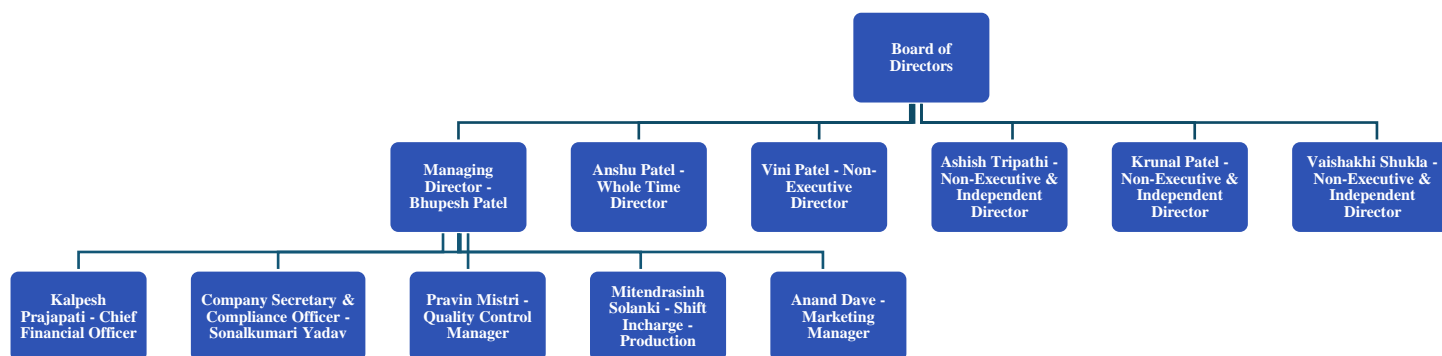 Board of
Directors
Managing
Director -
Bhupesh Patel
Anshu Patel -
Whole Time
Director
Vini Patel - Non-
Executive
Director
Ashish Tripathi -
Non-Executive &
Independent
Director
Krunal Patel -
Non-Executive &
Independent
Director
Vaishakhi Shukla -
Non-Executive &
Independent
Director
Kalpesh
Prajapati - Chief
Financial Officer
Company Secretary &
Compliance Officer -
Sonalkumari Yadav
Pravin Mistri -
Quality Control
Manager
Mitendrasinh
Solanki - Shift
Incharge -
Production
Anand Dave -
Marketing
Manager